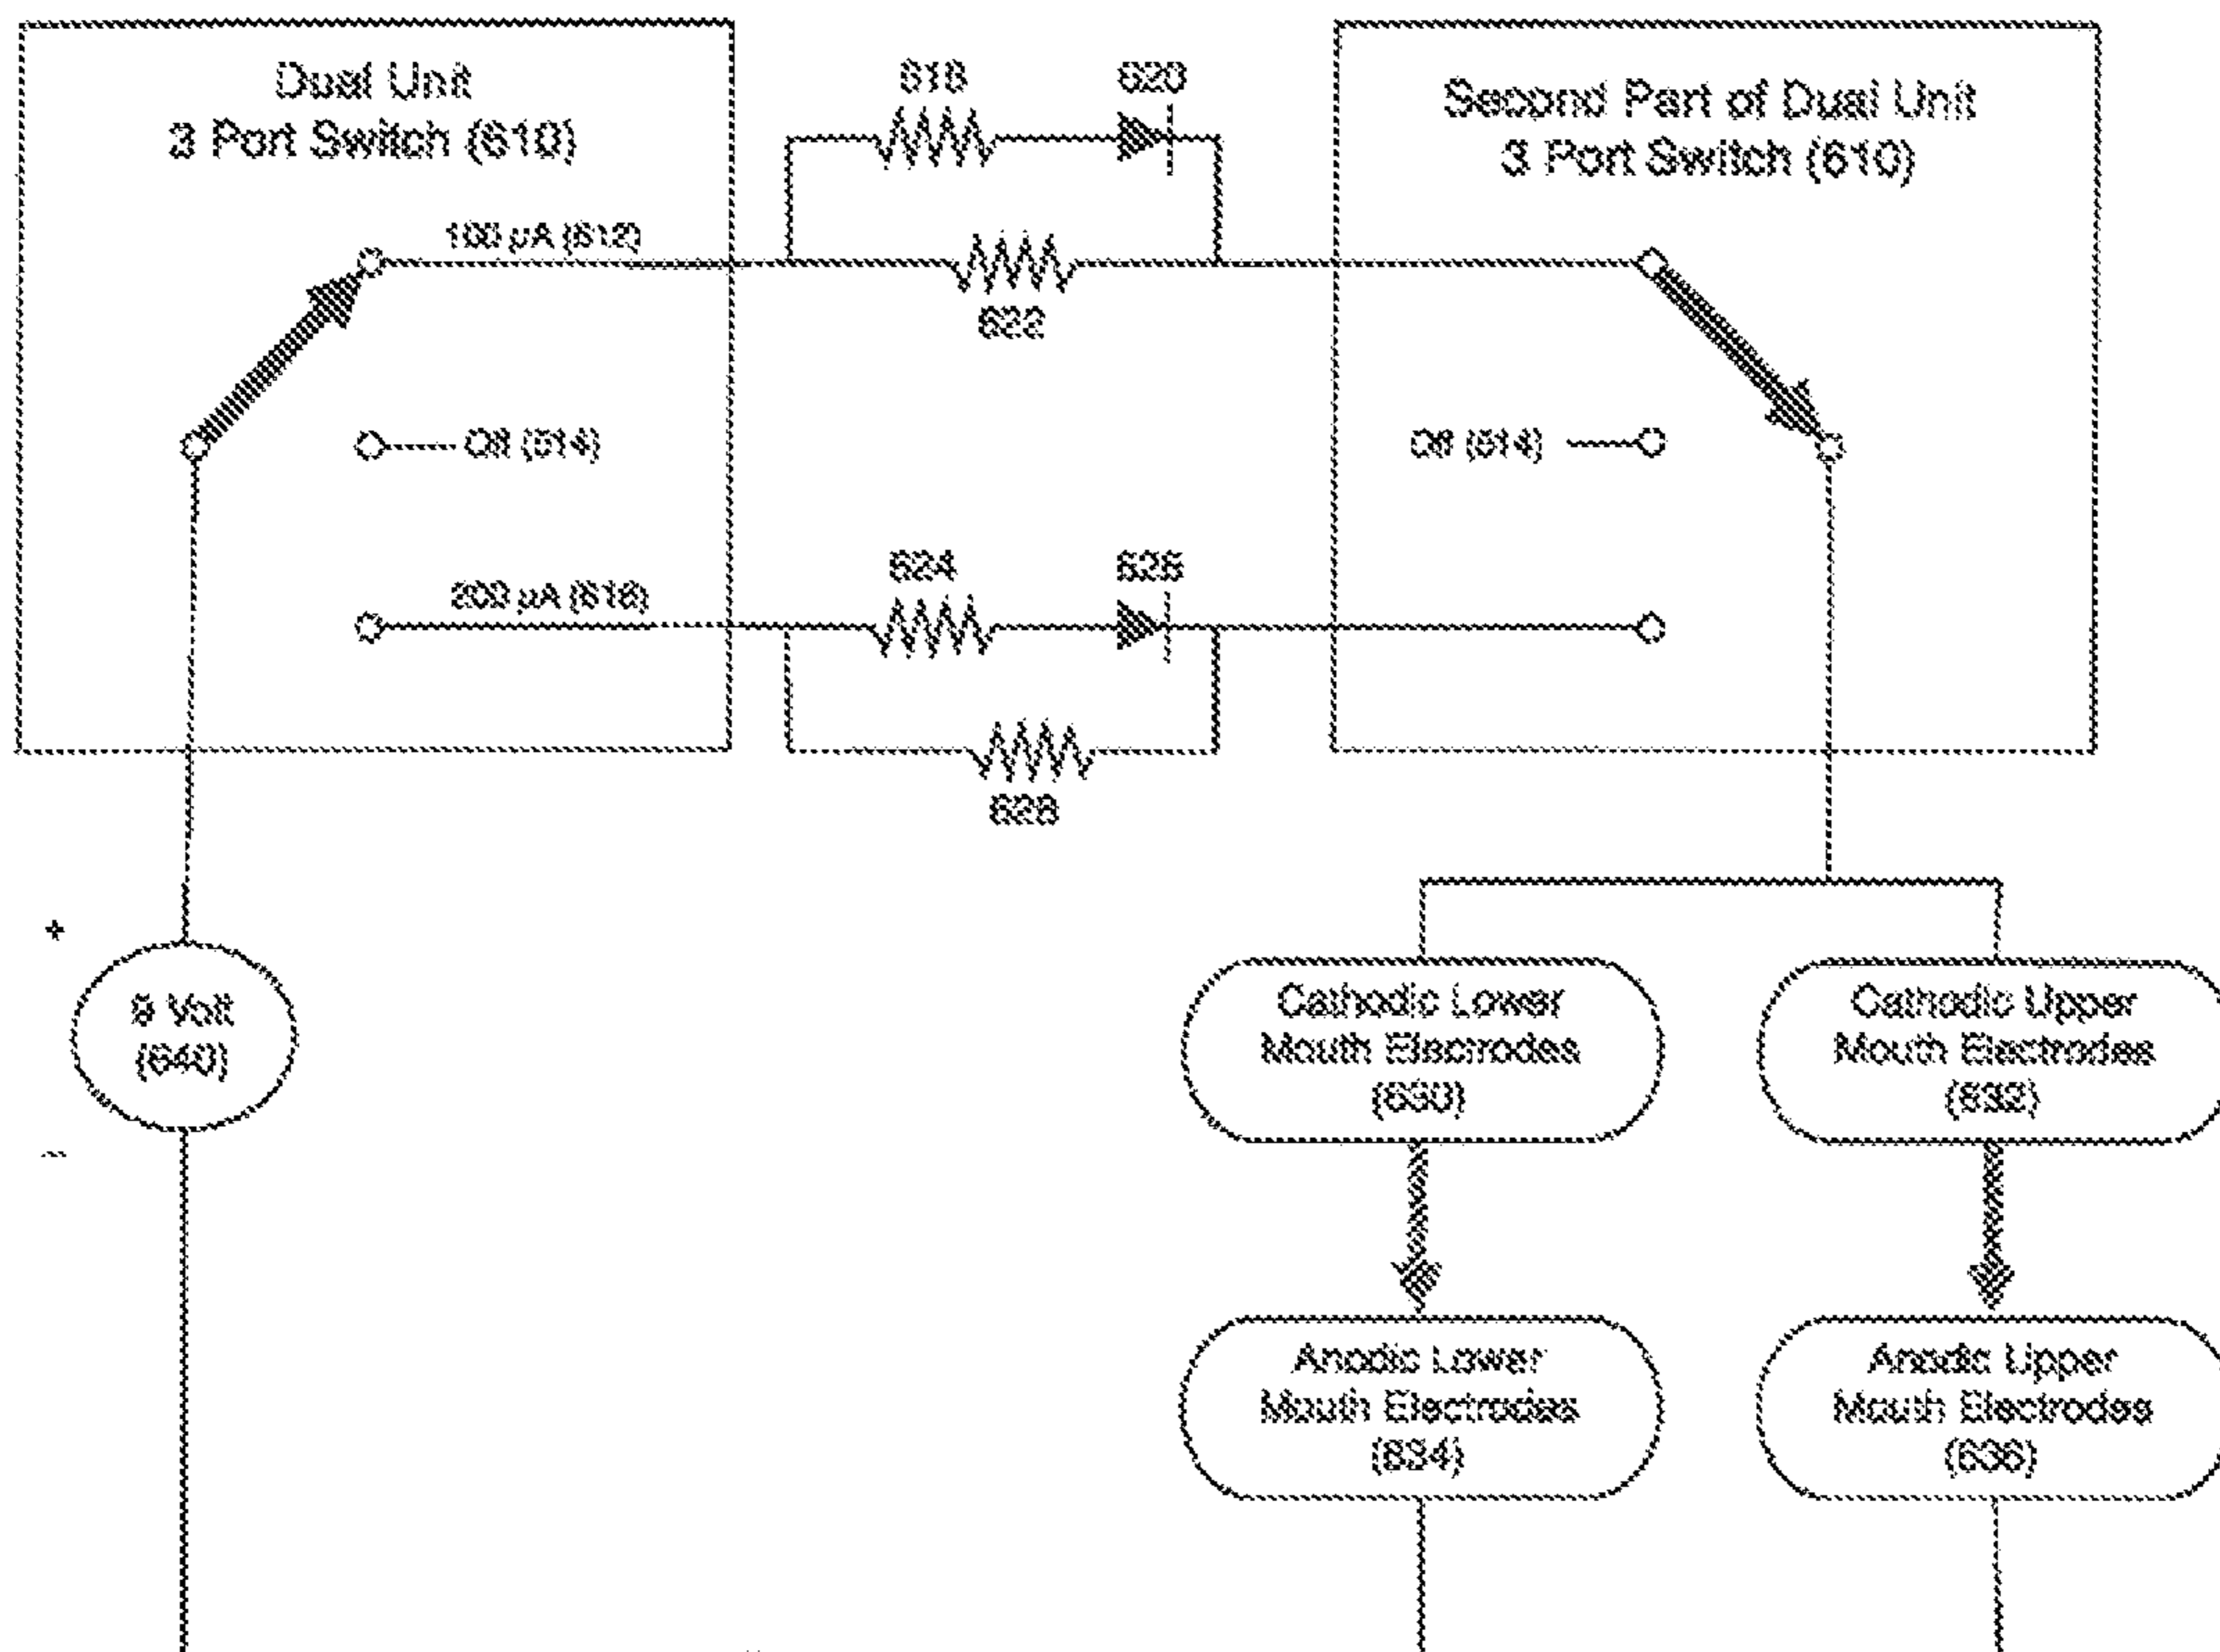 Dual Unit
3 Port Switch (610)
618
620
Second Part of Dual Unit
3 Port Switch (610)
100 µA (612)
622
Off (614)
Off (614)
200 µA (616)
624
626
628
+
9 Volt
(640)
-
Cathodic Lower
Mouth Electrodes
(630)
Cathodic Upper
Mouth Electrodes
(632)
Anodic Lower
Mouth Electrodes
(634)
Anodic Upper
Mouth Electrodes
(636)